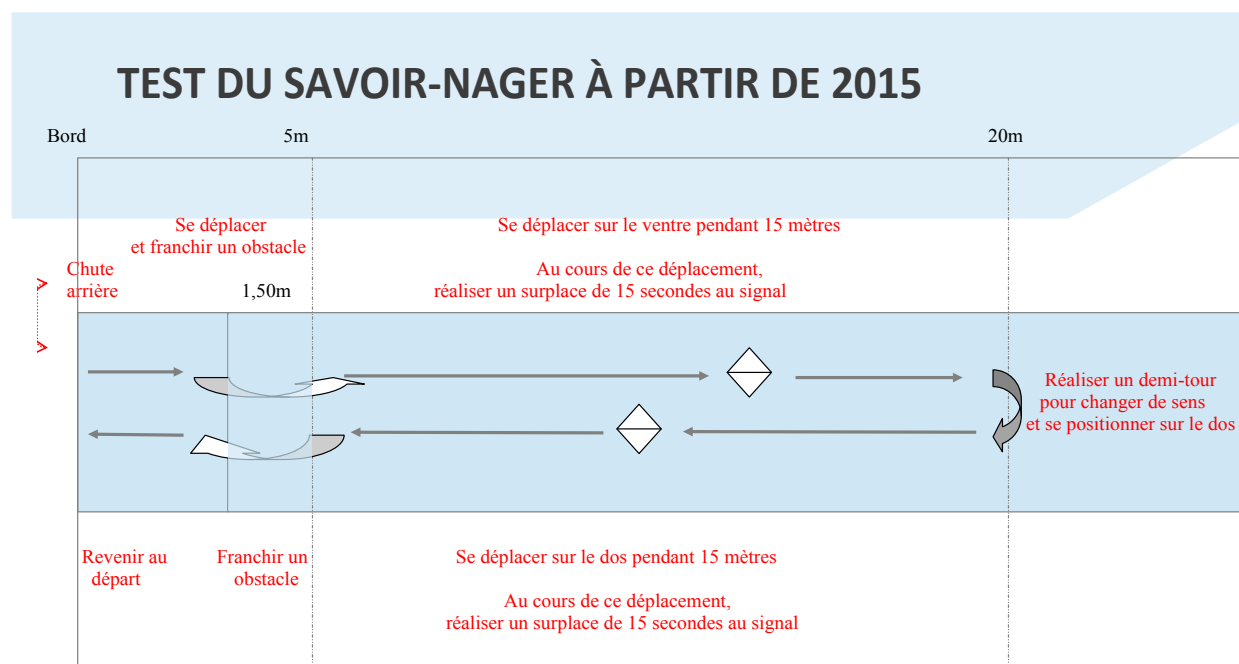 TEST DU SAVOIR-NAGER À PARTIR DE 2015
Bord
5m
20m
Se déplacer
et franchir un obstacle
Se déplacer sur le ventre pendant 15 mètres
Au cours de ce déplacement,
réaliser un surplace de 15 secondes au signal
Chute
arrière
1,50m
Réaliser un demi-tour
pour changer de sens
et se positionner sur le dos
Revenir au
départ
Franchir un
obstacle
Se déplacer sur le dos pendant 15 mètres
Au cours de ce déplacement,
réaliser un surplace de 15 secondes au signal